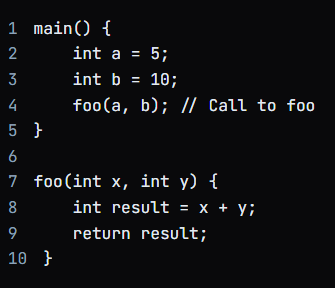 1 main() {
2     int a = 5;
3     int b = 10;
4     foo(a, b); // Call to foo
5 }
6
7 foo(int x, int y) {
8     int result = x + y;
9     return result;
10 }